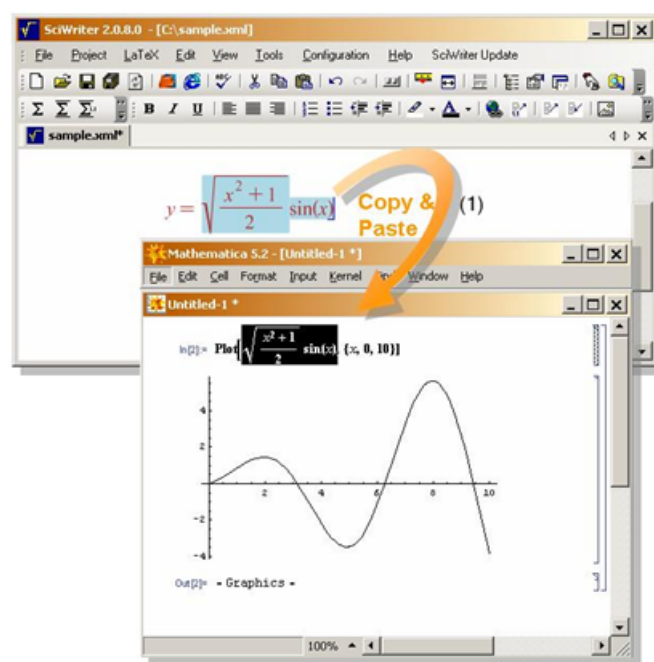 SciWriter 2.0.8.0 - [C:\sample.xml]
File Project LaTeX Edit View Tools Configuration Help SciWriter Update
B I U
sample.xml*
y = √((x² + 1)/2) sin(x) (1)
Copy &
Paste
Mathematica 5.2 - [Untitled-1 *]
File Edit Cell Format Input Kernel Window Help
Untitled-1 *
In[2]:= Plot[√((x² + 1)/2) sin(x), {x, 0, 10}]
4
2
2 4 6 8 10
-2
-4
Out[2]= - Graphics -
100%